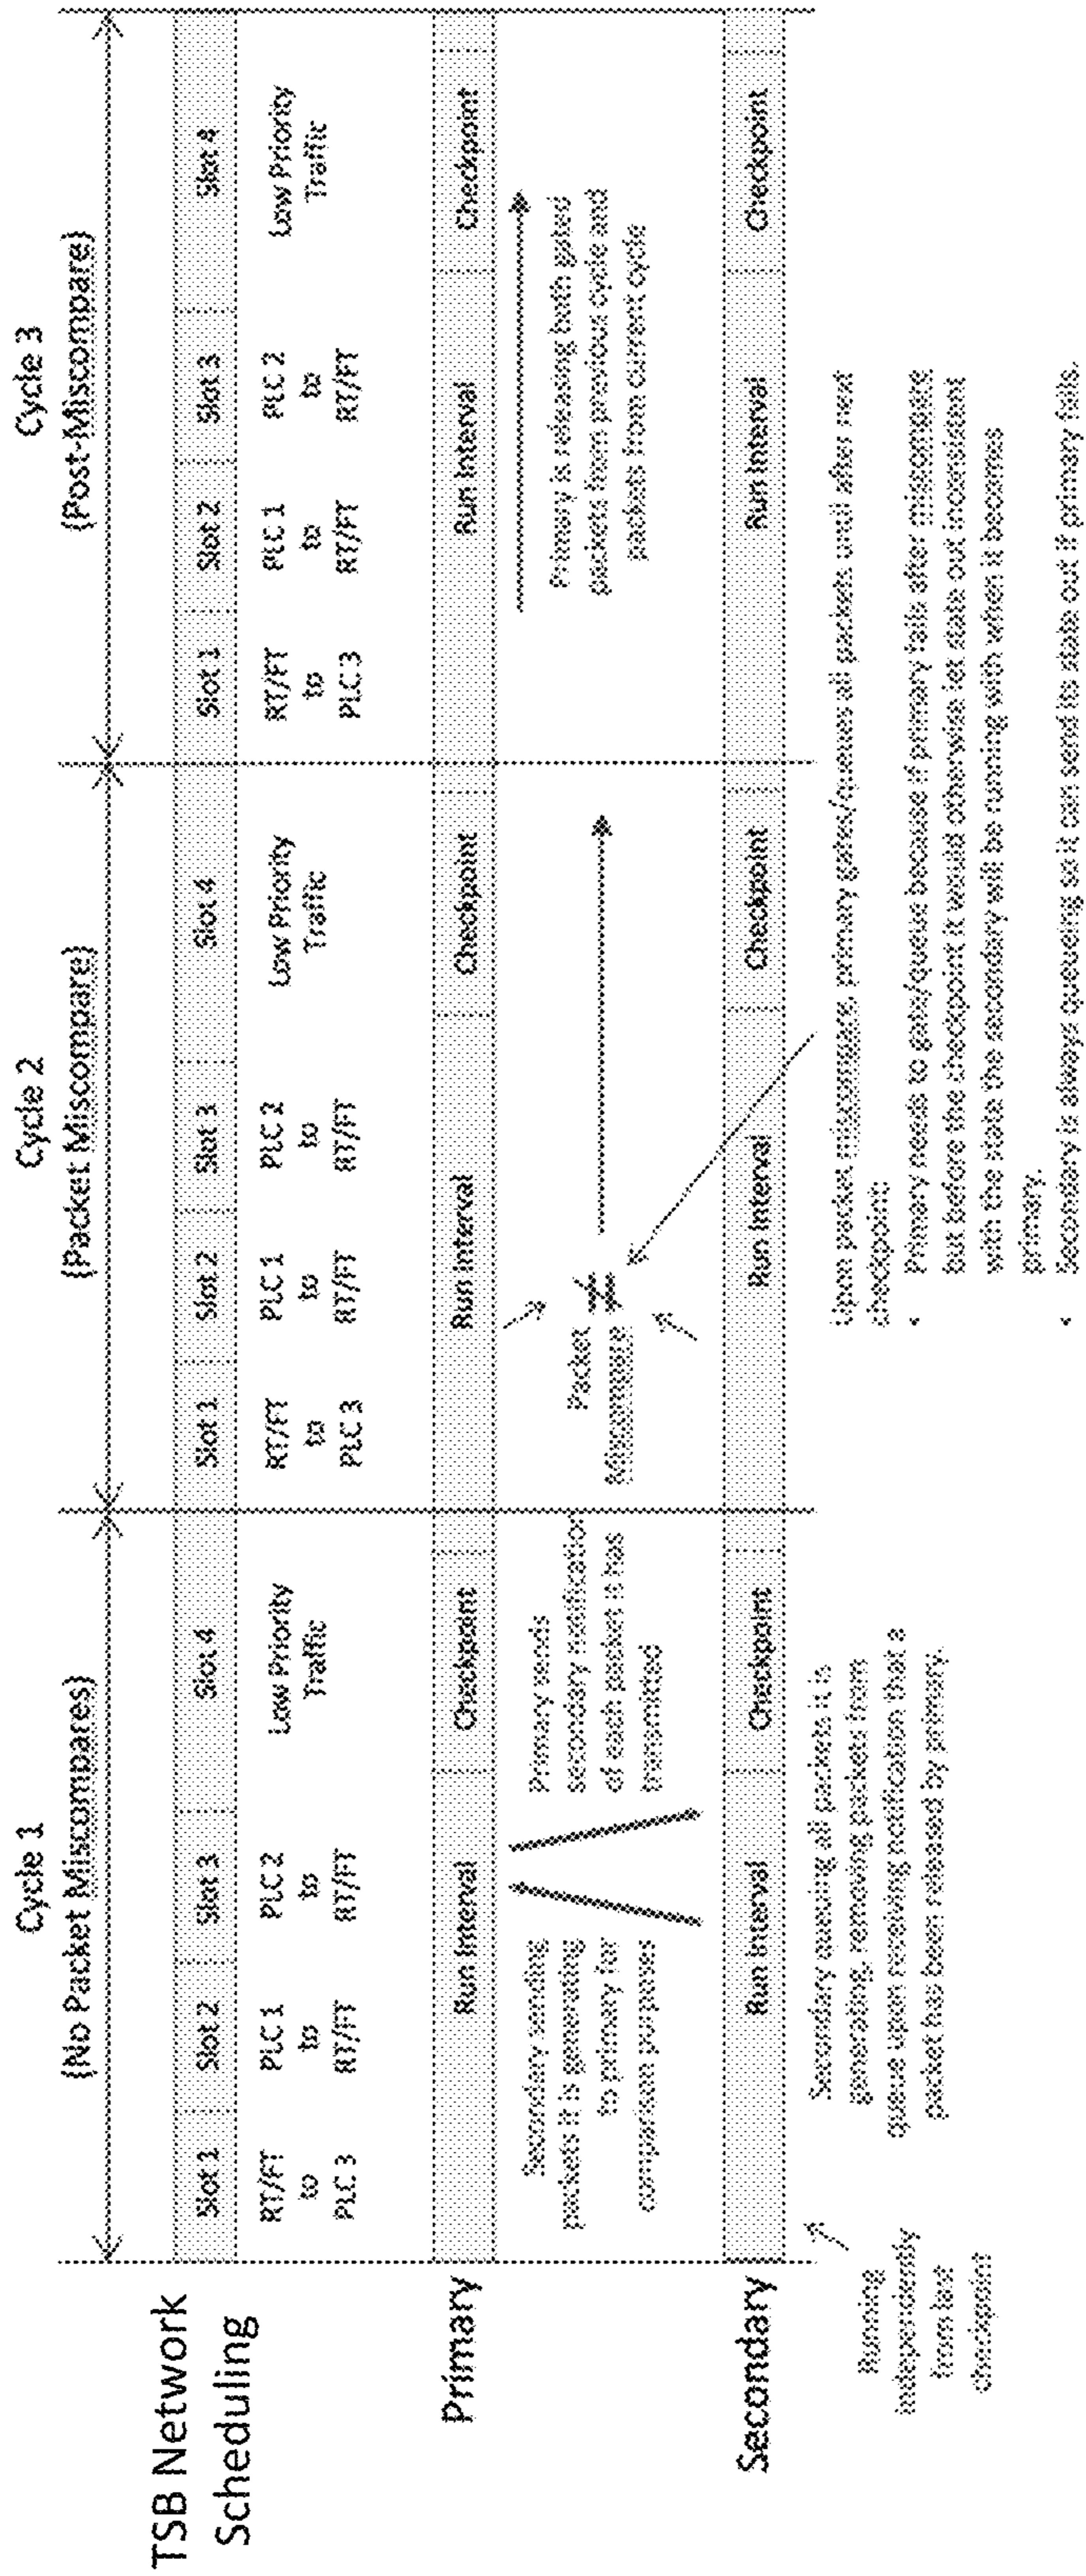 Cycle 1
(No Packet Miscompares)
Cycle 2
(Packet Miscompare)
Cycle 3
(Post-Miscompare)
TSB Network
Scheduling
Slot 1
Slot 2
Slot 3
Slot 4
Slot 1
Slot 2
Slot 3
Slot 4
Slot 1
Slot 2
Slot 3
Slot 4
RT/FT
to
PLC 3
PLC 1
to
RT/FT
PLC 2
to
RT/FT
Low Priority
Traffic
RT/FT
to
PLC 3
PLC 1
to
RT/FT
PLC 2
to
RT/FT
Low Priority
Traffic
RT/FT
to
PLC 3
PLC 1
to
RT/FT
PLC 2
to
RT/FT
Low Priority
Traffic
Primary
Run Interval
Checkpoint
Run Interval
Checkpoint
Run Interval
Checkpoint
Secondary sending
packets it is generating
to primary for
comparison purposes
Primary sends
secondary notification
of each packet it has
transmitted
Packet
Miscompare
Primary is releasing both gated
packets from previous cycle and
packets from current cycle
Secondary
Run Interval
Checkpoint
Run Interval
Checkpoint
Run Interval
Checkpoint
Running
independently
from last
checkpoint
Secondary queuing all packets it is
generating, removing packets from
queue upon receiving notification that a
packet has been released by primary.
Upon packet miscompare, primary gates/queues all packets until after next
checkpoint:
• Primary needs to gate/queue because if primary fails after miscompare
but before the checkpoint it would otherwise let state out inconsistent
with the state the secondary will be running with when it becomes
primary.
• Secondary is always queueing so it can send its state out if primary fails.